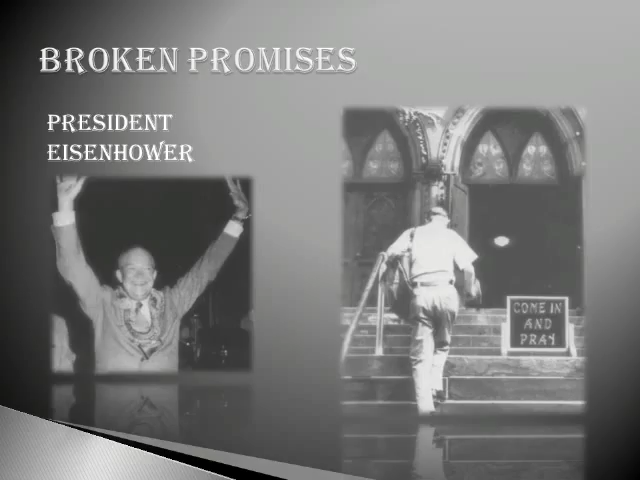 BROKEN PROMISES
PRESIDENT
EISENHOWER
COME IN
AND
PRAY